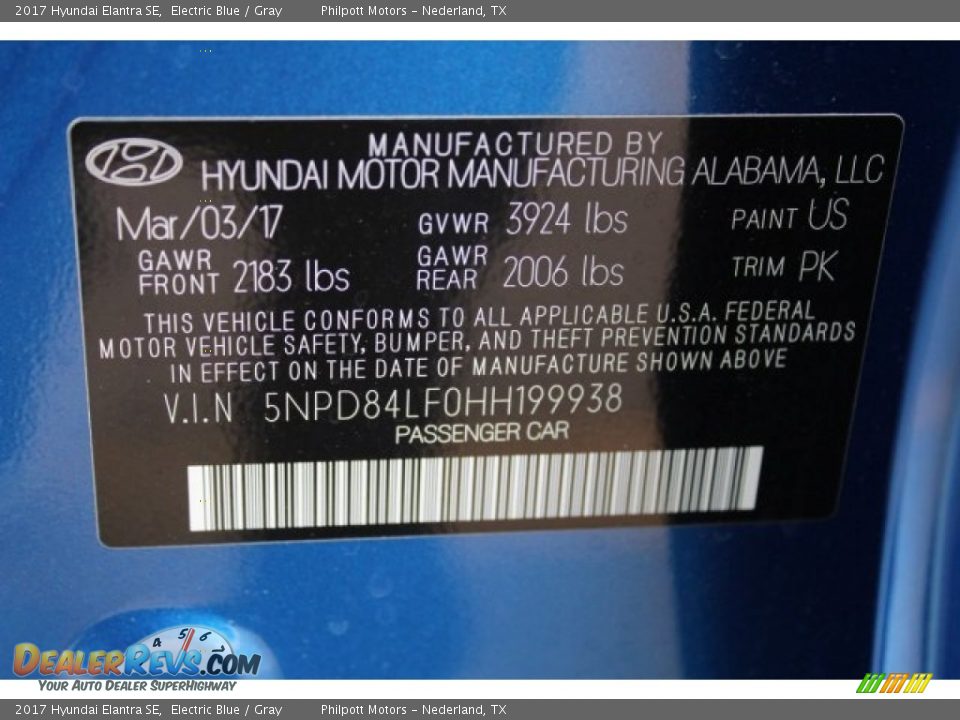 2017 Hyundai Elantra SE, Electric Blue / Gray Philpott Motors - Nederland, TX
MANUFACTURED BY
HYUNDAI MOTOR MANUFACTURING ALABAMA, LLC
Mar/03/17 GVWR 3924 lbs PAINT US
GAWR FRONT 2183 lbs GAWR REAR 2006 lbs TRIM PK
THIS VEHICLE CONFORMS TO ALL APPLICABLE U.S.A. FEDERAL
MOTOR VEHICLE SAFETY, BUMPER, AND THEFT PREVENTION STANDARDS
IN EFFECT ON THE DATE OF MANUFACTURE SHOWN ABOVE
V.I.N 5NPD84LF0HH199938
PASSENGER CAR
4 5 6
DEALERREVS.COM
YOUR AUTO DEALER SUPERHIGHWAY
2017 Hyundai Elantra SE, Electric Blue / Gray Philpott Motors - Nederland, TX